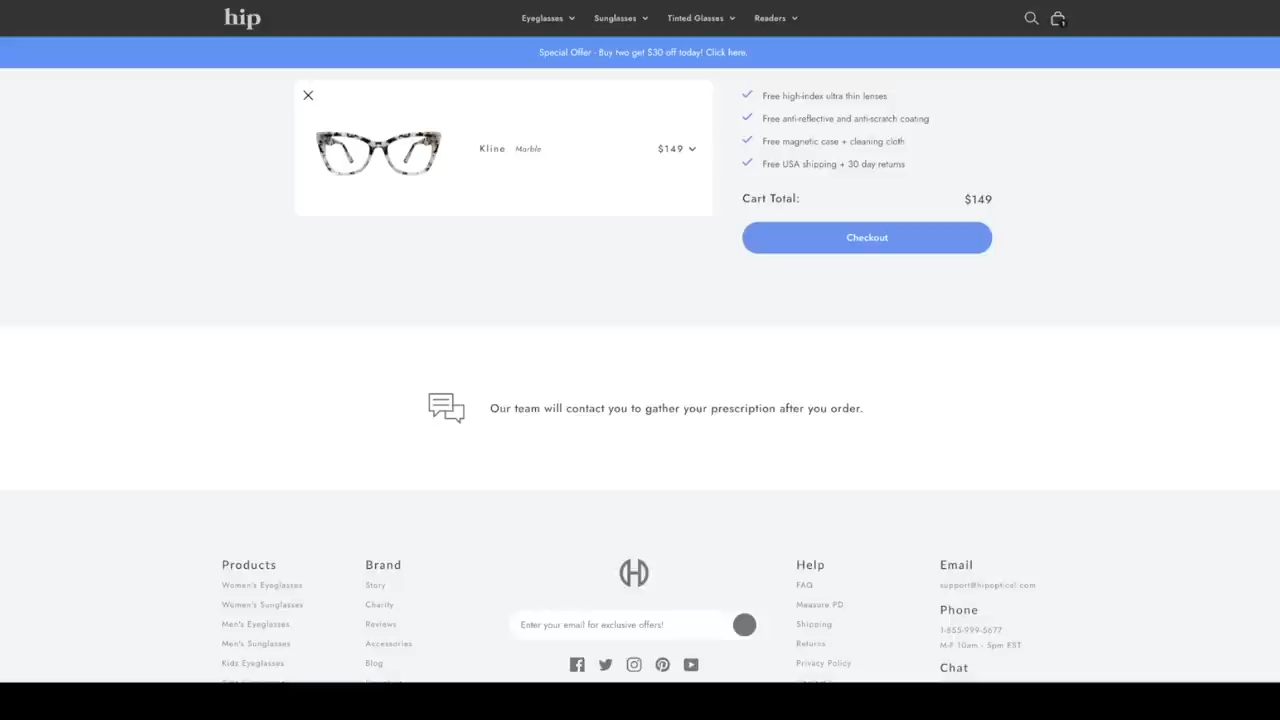 hip
Eyeglasses
Sunglasses
Tinted Glasses
Readers
1
Special Offer - Buy two get $30 off today! Click here.
Kline Marble $149
Free high-index ultra thin lenses
Free anti-reflective and anti-scratch coating
Free magnetic case + cleaning cloth
Free USA shipping + 30 day returns
Cart Total: $149
Checkout
Our team will contact you to gather your prescription after you order.
Products
Women's Eyeglasses
Women's Sunglasses
Men's Eyeglasses
Men's Sunglasses
Kids Eyeglasses
Brand
Story
Charity
Reviews
Accessories
Blog
Enter your email for exclusive offers!
Help
FAQ
Measure PD
Shipping
Returns
Privacy Policy
Email
support@hipoptical.com
Phone
1-855-999-5677
M-F 10am - 5pm EST
Chat